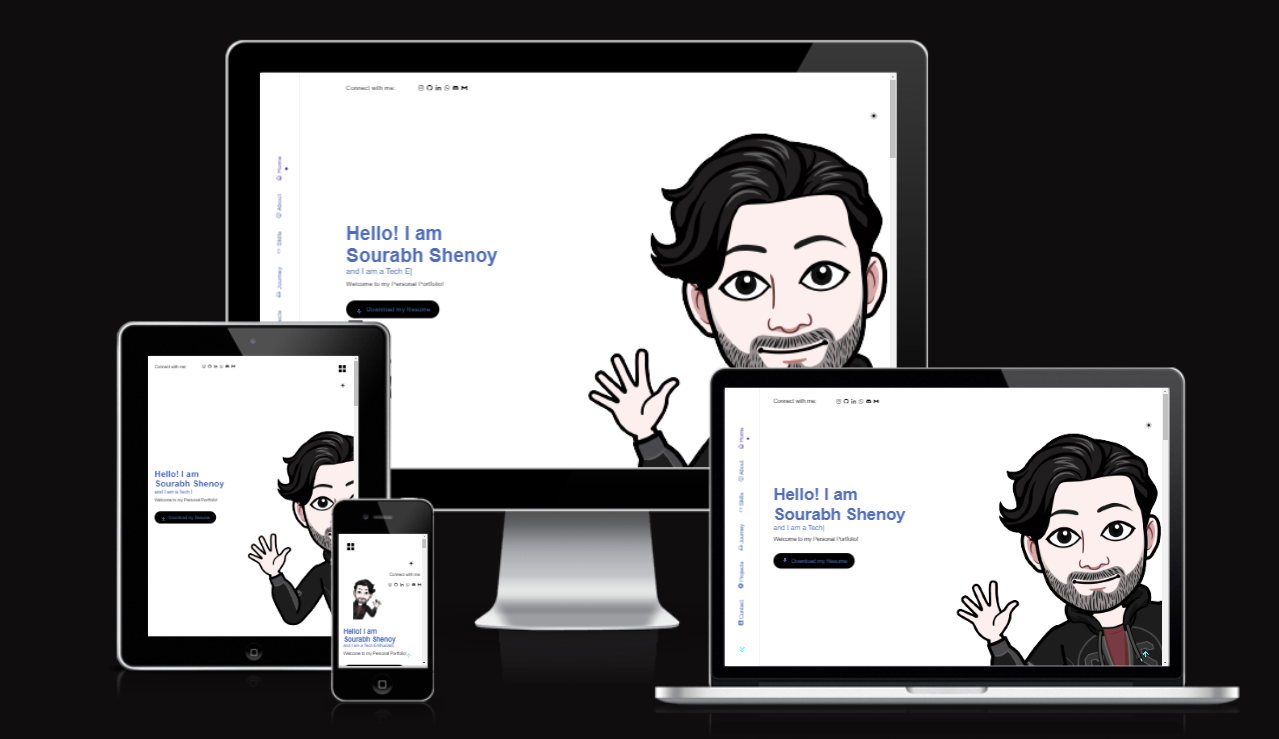 Connect with me:
Home
About
Skills
Journey
Hello! I am
Sourabh Shenoy
and I am a Tech E|
Welcome to my Personal Portfolio!
Download my Resume
Connect with me:
Hello! I am
Sourabh Shenoy
and I am a Tech |
Welcome to my Personal Portfolio!
Download my Resume
Connect with me:
Hello! I am
Sourabh Shenoy
and I am a Tech Enthusiast|
Welcome to my Personal Portfolio!
Connect with me:
Home
About
Skills
Journey
Projects
Contact
Hello! I am
Sourabh Shenoy
and I am a Tech|
Welcome to my Personal Portfolio!
Download my Resume